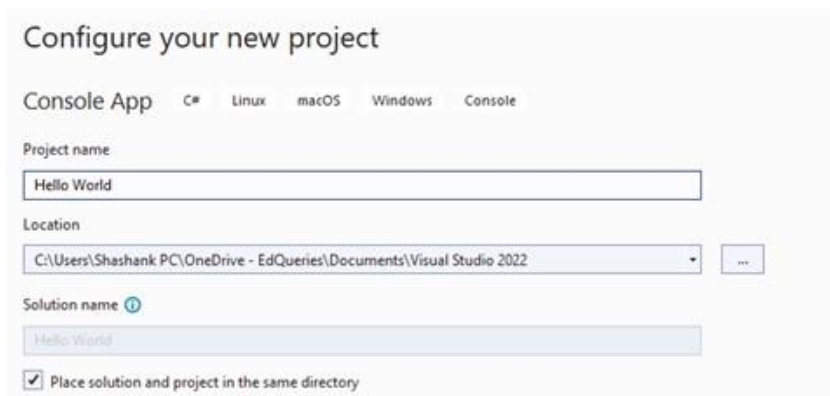 Configure your new project
Console App C# Linux macOS Windows Console
Project name
Hello World
Location
C:\Users\Shashank PC\OneDrive - EdQueries\Documents\Visual Studio 2022 ...
Solution name
Hello World
Place solution and project in the same directory